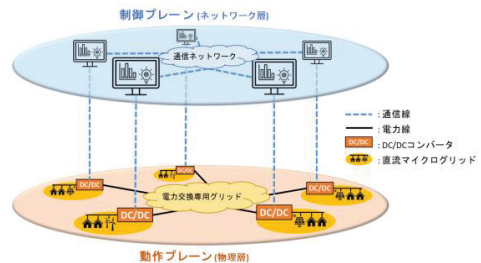 制御プレーン(ネットワーク層)
通信ネットワーク
:通信線
:電力線
DC/DC :DC/DCコンバータ
:直流マイクログリッド
DC/DC
DC/DC
DC/DC
電力交換専用グリッド
DC/DC
DC/DC
動作プレーン(物理層)